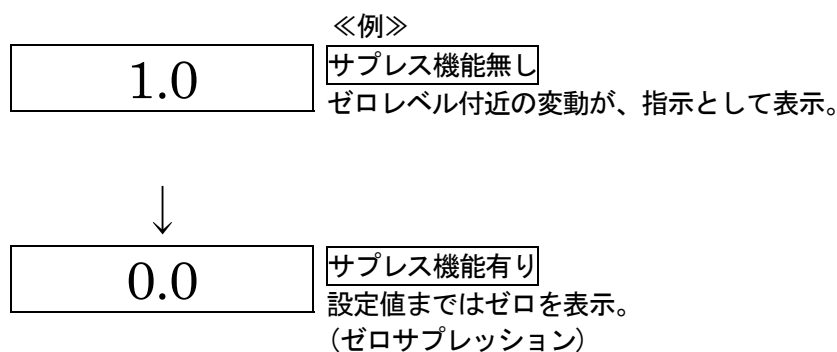 ≪例≫
1.0
サプレス機能無し
ゼロレベル付近の変動が、指示として表示。
↓
0.0
サプレス機能有り
設定値まではゼロを表示。
(ゼロサプレッション)